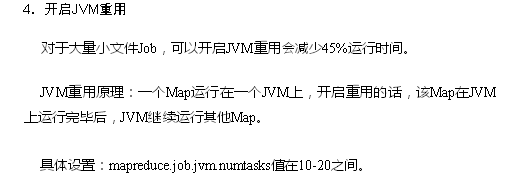 4．开启JVM重用
对于大量小文件Job，可以开启JVM重用会减少45%运行时间。
JVM重用原理：一个Map运行在一个JVM上，开启重用的话，该Map在JVM
上运行完毕后，JVM继续运行其他Map。
具体设置：mapreduce.job.jvm.numtasks值在10-20之间。